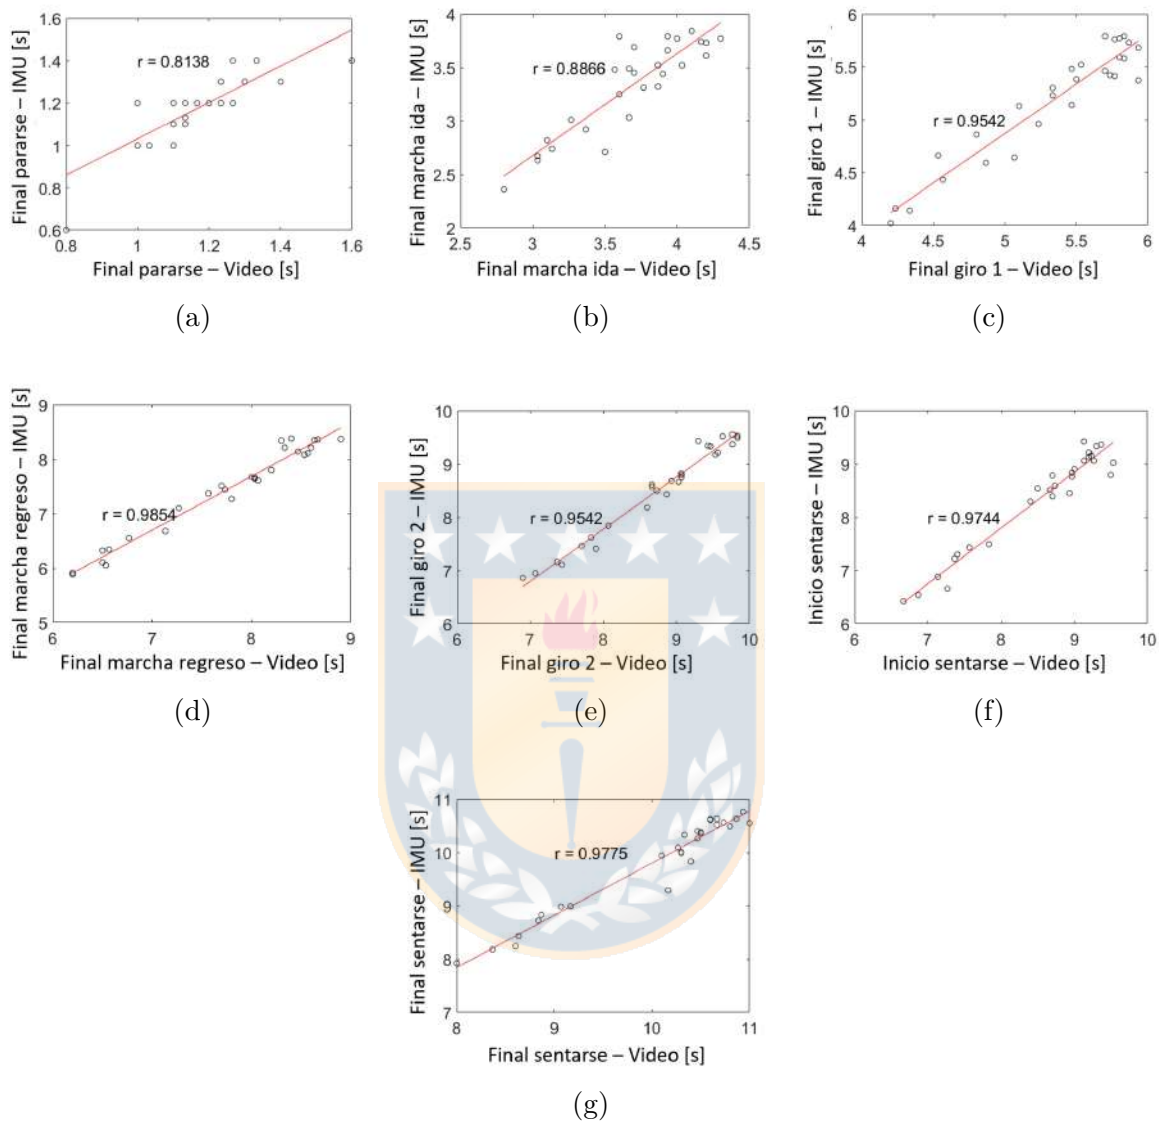 1.6
1.4
1.2
1
0.8
0.6
0.8
1
1.2
1.4
1.6
r = 0.8138
Final pararse – IMU [s]
Final pararse – Video [s]
(a)
4
3.5
3
2.5
2
2.5
3
3.5
4
4.5
r = 0.8866
Final marcha ida – IMU [s]
Final marcha ida – Video [s]
(b)
6
5.5
5
4.5
4
4
4.5
5
5.5
6
r = 0.9542
Final giro 1 – IMU [s]
Final giro 1 – Video [s]
(c)
9
8
7
6
5
6
7
8
9
r = 0.9854
Final marcha regreso – IMU [s]
Final marcha regreso – Video [s]
(d)
10
9
8
7
6
6
7
8
9
10
r = 0.9542
Final giro 2 – IMU [s]
Final giro 2 – Video [s]
(e)
10
9
8
7
6
6
7
8
9
10
r = 0.9744
Inicio sentarse – IMU [s]
Inicio sentarse – Video [s]
(f)
11
10
9
8
7
8
9
10
11
r = 0.9775
Final sentarse – IMU [s]
Final sentarse – Video [s]
(g)